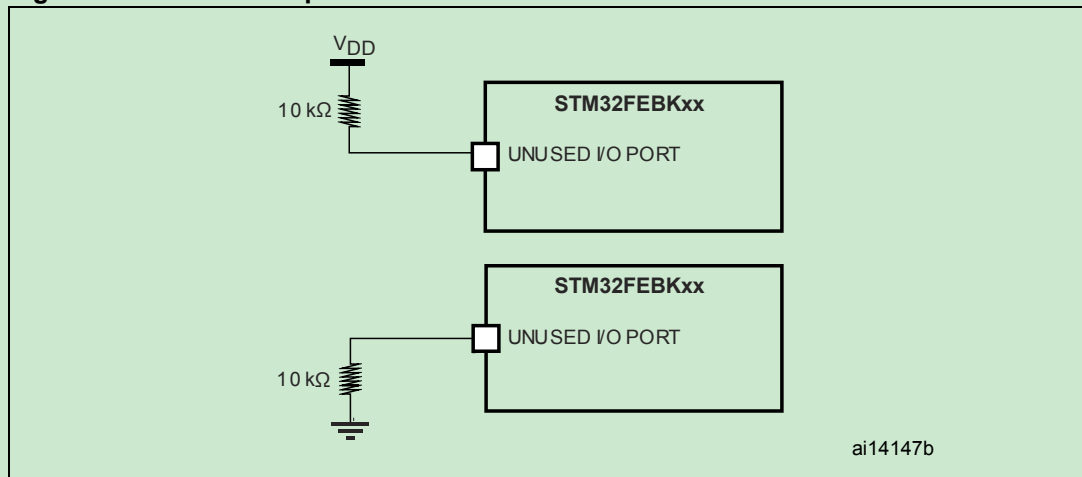 VDD
10 kΩ
STM32FEBKxx
UNUSED I/O PORT
STM32FEBKxx
UNUSED I/O PORT
10 kΩ
ai14147b